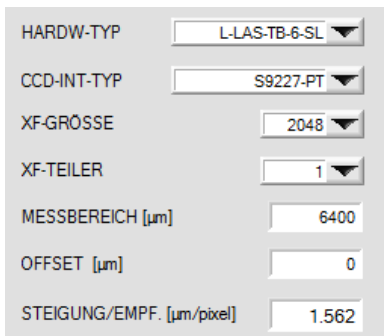 HARDW-TYP L-LAS-TB-6-SL
CCD-INT-TYP S9227-PT
XF-GRÖSSE 2048
XF-TEILER 1
MESSBEREICH [µm] 6400
OFFSET [µm] 0
STEIGUNG/EMPF. [µm/pixel] 1.562